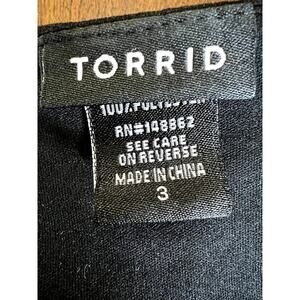 TORRID
100% POLYESTER
RN#148862
SEE CARE
ON REVERSE
MADE IN CHINA
3